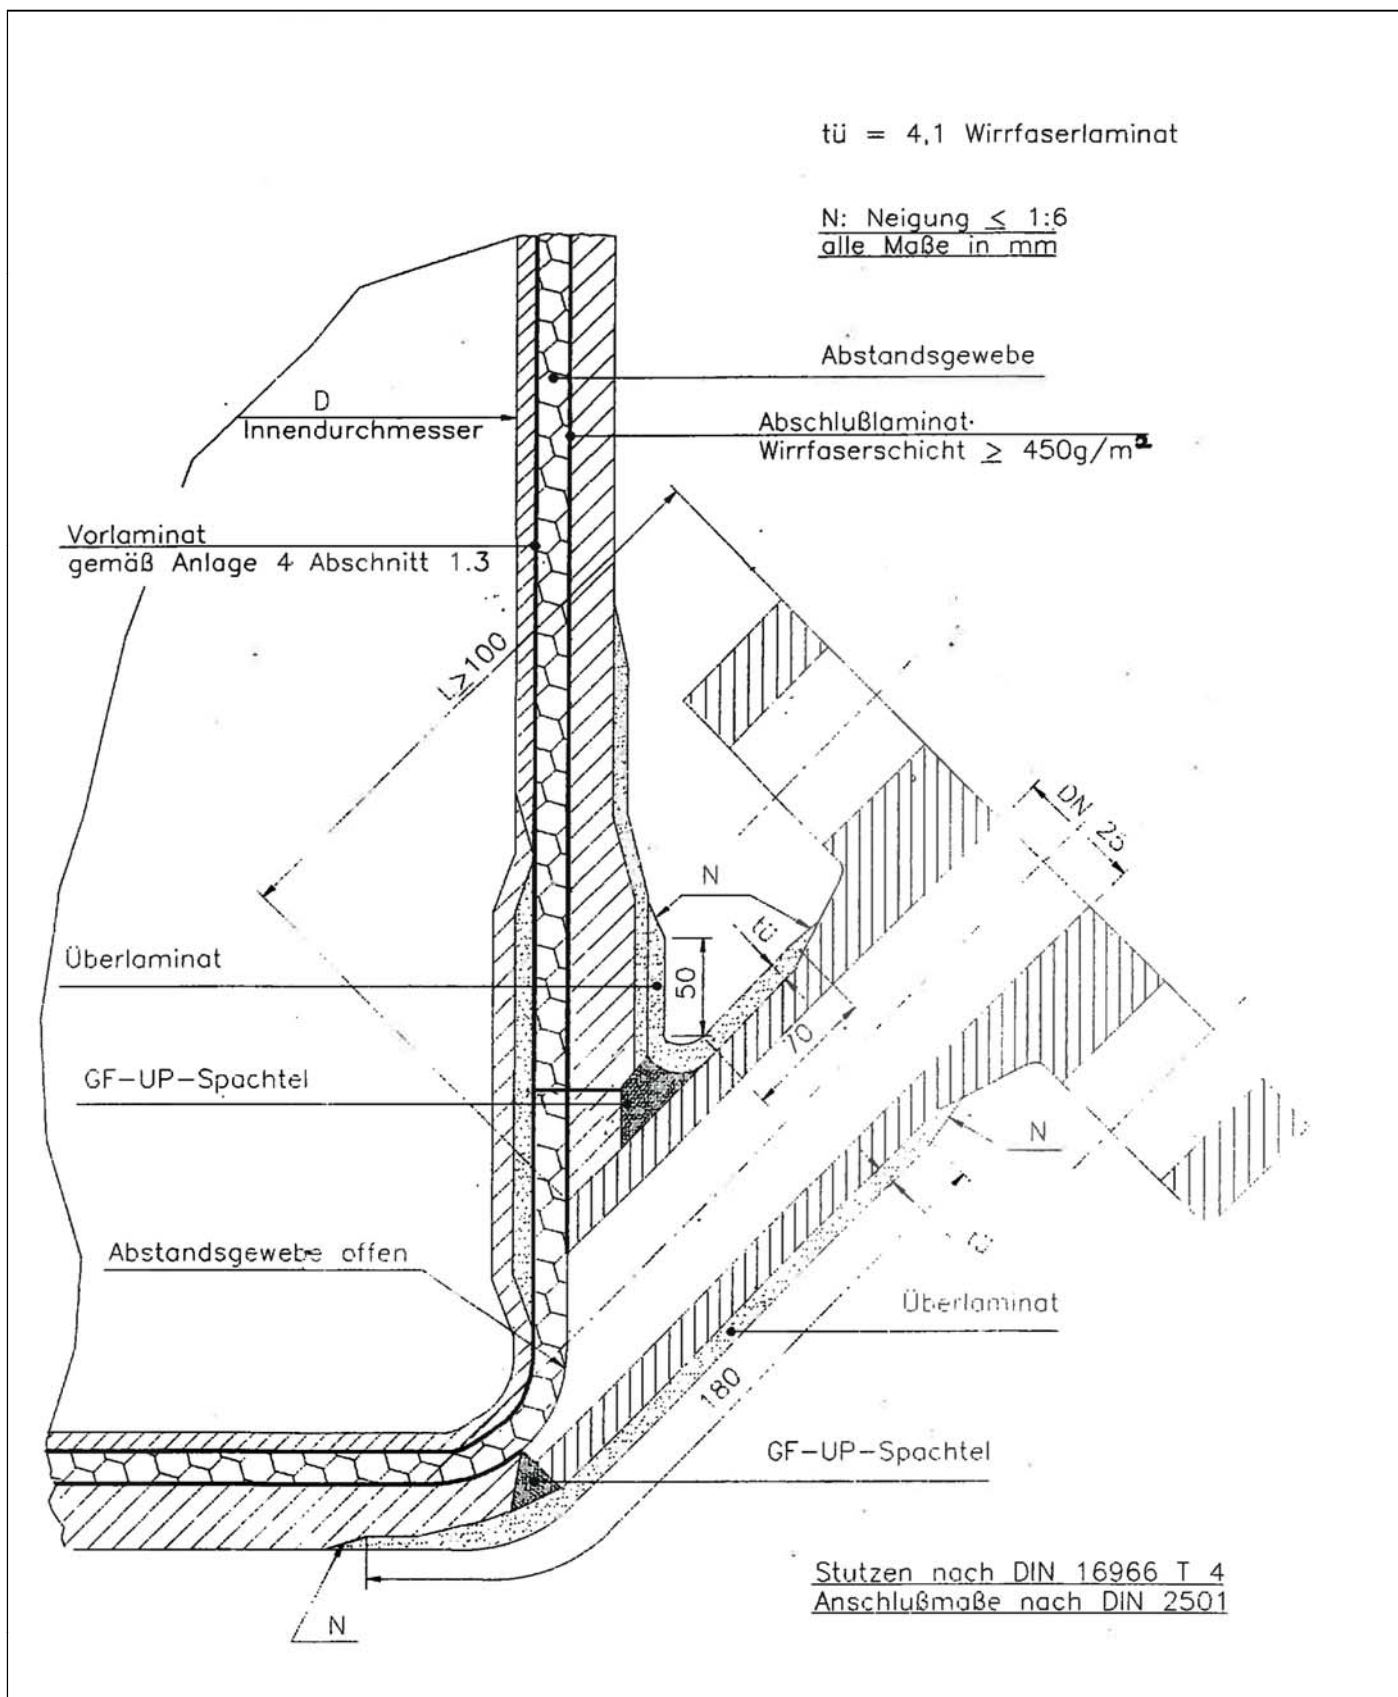 tü = 4,1 Wirrfaserlaminat
N: Neigung ≤ 1:6
alle Maße in mm
Abstandsgewebe
D
Innendurchmesser
Abschlußlaminat
Wirrfaserschicht ≥ 450g/m²
Vorlaminat
gemäß Anlage 4 Abschnitt 1.3
L≥100
DN 25
N
tü
Überlaminat
50
70
GF-UP-Spachtel
N
Abstandsgewebe offen
tü
Überlaminat
180
GF-UP-Spachtel
Stutzen nach DIN 16966 T 4
Anschlußmaße nach DIN 2501
N